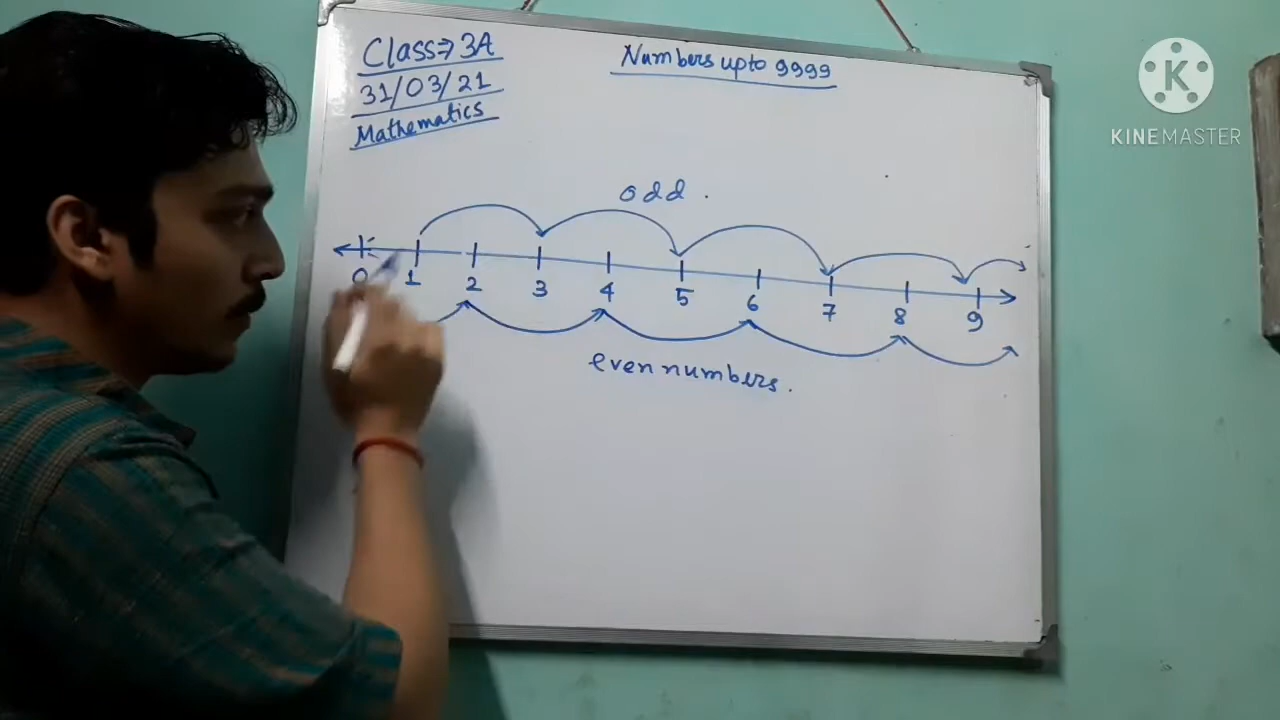 Class⇒ 3A
31/03/21
Mathematics
Numbers upto 9999
odd.
0 1 2 3 4 5 6 7 8 9
even numbers.
K
KINEMASTER